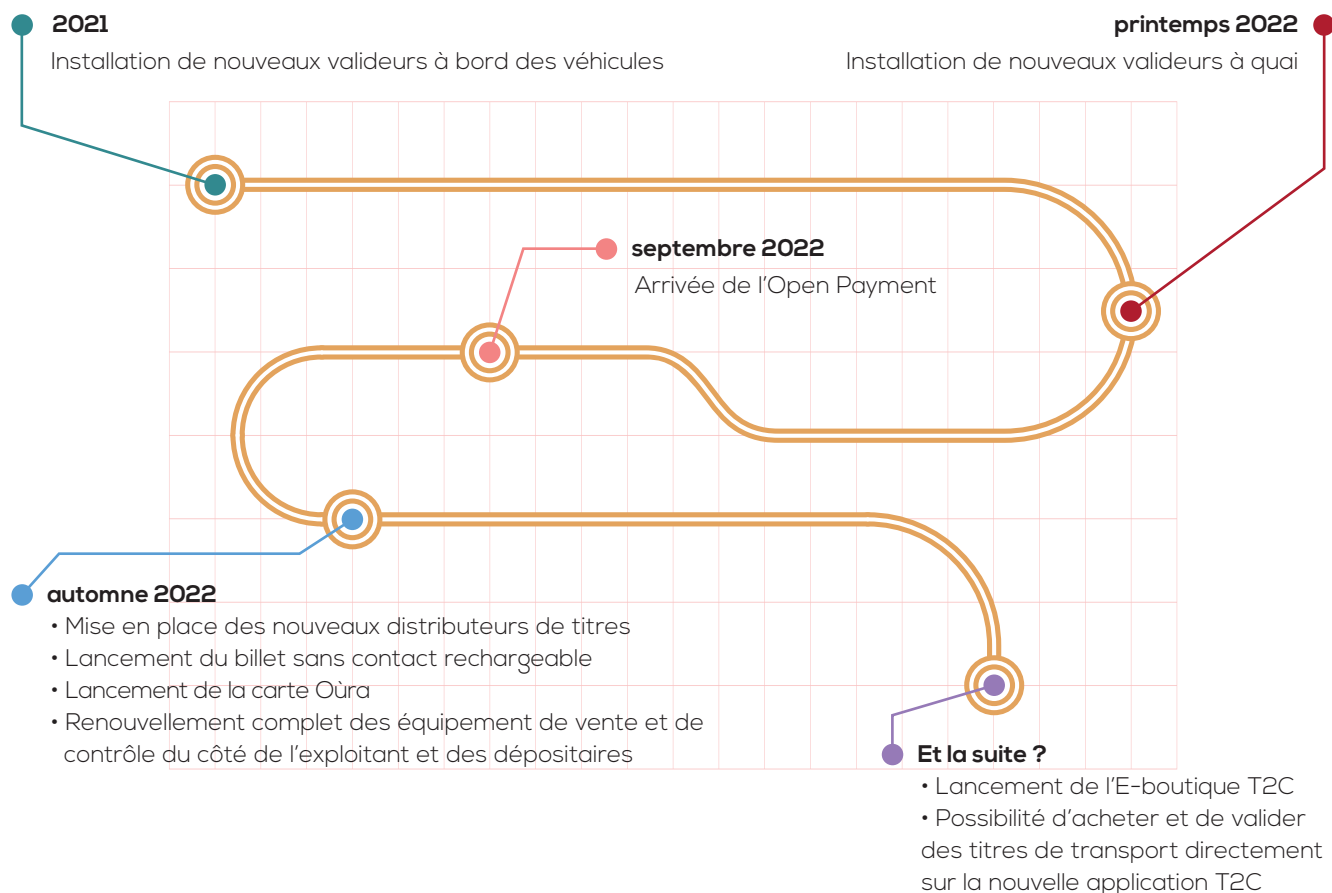 2021
Installation de nouveaux valideurs à bord des véhicules
printemps 2022
Installation de nouveaux valideurs à quai
septembre 2022
Arrivée de l’Open Payment
automne 2022
• Mise en place des nouveaux distributeurs de titres
• Lancement du billet sans contact rechargeable
• Lancement de la carte Oùra
• Renouvellement complet des équipement de vente et de
contrôle du côté de l’exploitant et des dépositaires
Et la suite ?
• Lancement de l’E-boutique T2C
• Possibilité d’acheter et de valider
des titres de transport directement
sur la nouvelle application T2C